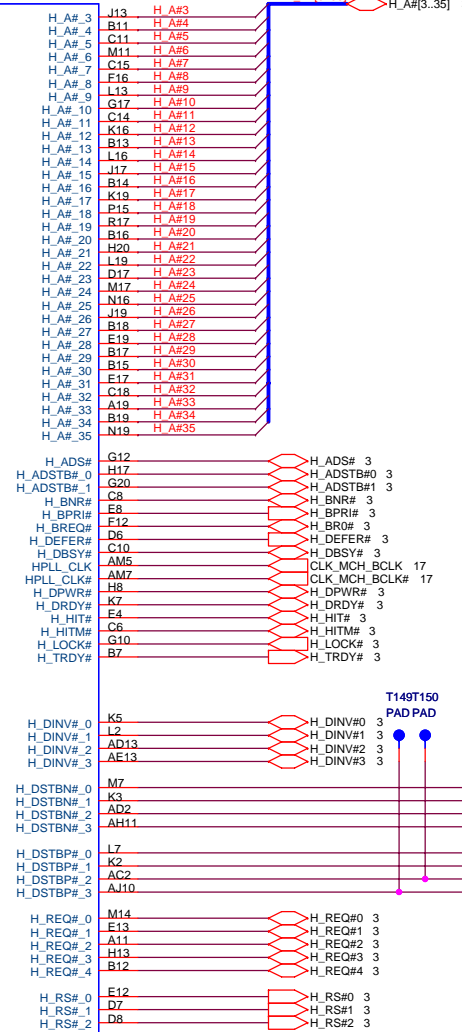 H_A#[3..35]
H_A#_3 J13 H_A#3
H_A#_4 B11 H_A#4
H_A#_5 C11 H_A#5
H_A#_6 M11 H_A#6
H_A#_7 C15 H_A#7
H_A#_8 F16 H_A#8
H_A#_9 L13 H_A#9
H_A#_10 G17 H_A#10
H_A#_11 C14 H_A#11
H_A#_12 K16 H_A#12
H_A#_13 B13 H_A#13
H_A#_14 L16 H_A#14
H_A#_15 J17 H_A#15
H_A#_16 B14 H_A#16
H_A#_17 K19 H_A#17
H_A#_18 P15 H_A#18
H_A#_19 R17 H_A#19
H_A#_20 B16 H_A#20
H_A#_21 H20 H_A#21
H_A#_22 L19 H_A#22
H_A#_23 D17 H_A#23
H_A#_24 M17 H_A#24
H_A#_25 N16 H_A#25
H_A#_26 J19 H_A#26
H_A#_27 B18 H_A#27
H_A#_28 E19 H_A#28
H_A#_29 B17 H_A#29
H_A#_30 B15 H_A#30
H_A#_31 E17 H_A#31
H_A#_32 C18 H_A#32
H_A#_33 A19 H_A#33
H_A#_34 B19 H_A#34
H_A#_35 N19 H_A#35
H_ADS# G12 H_ADS# 3
H_ADSTB#_0 H17 H_ADSTB#0 3
H_ADSTB#_1 G20 H_ADSTB#1 3
H_BNR# C8 H_BNR# 3
H_BPRI# E8 H_BPRI# 3
H_BREQ# F12 H_BR0# 3
H_DEFER# D6 H_DEFER# 3
H_DBSY# C10 H_DBSY# 3
HPLL_CLK AM5 CLK_MCH_BCLK 17
HPLL_CLK# AM7 CLK_MCH_BCLK# 17
H_DPWR# H8 H_DPWR# 3
H_DRDY# K7 H_DRDY# 3
H_HIT# E4 H_HIT# 3
H_HITM# C6 H_HITM# 3
H_LOCK# G10 H_LOCK# 3
H_TRDY# B7 H_TRDY# 3
T149 T150
PAD PAD
H_DINV#_0 K5 H_DINV#0 3
H_DINV#_1 L2 H_DINV#1 3
H_DINV#_2 AD13 H_DINV#2 3
H_DINV#_3 AE13 H_DINV#3 3
H_DSTBN#_0 M7
H_DSTBN#_1 K3
H_DSTBN#_2 AD2
H_DSTBN#_3 AH11
H_DSTBP#_0 L7
H_DSTBP#_1 K2
H_DSTBP#_2 AC2
H_DSTBP#_3 AJ10
H_REQ#_0 M14 H_REQ#0 3
H_REQ#_1 E13 H_REQ#1 3
H_REQ#_2 A11 H_REQ#2 3
H_REQ#_3 H13 H_REQ#3 3
H_REQ#_4 B12 H_REQ#4 3
H_RS#_0 E12 H_RS#0 3
H_RS#_1 D7 H_RS#1 3
H_RS#_2 D8 H_RS#2 3